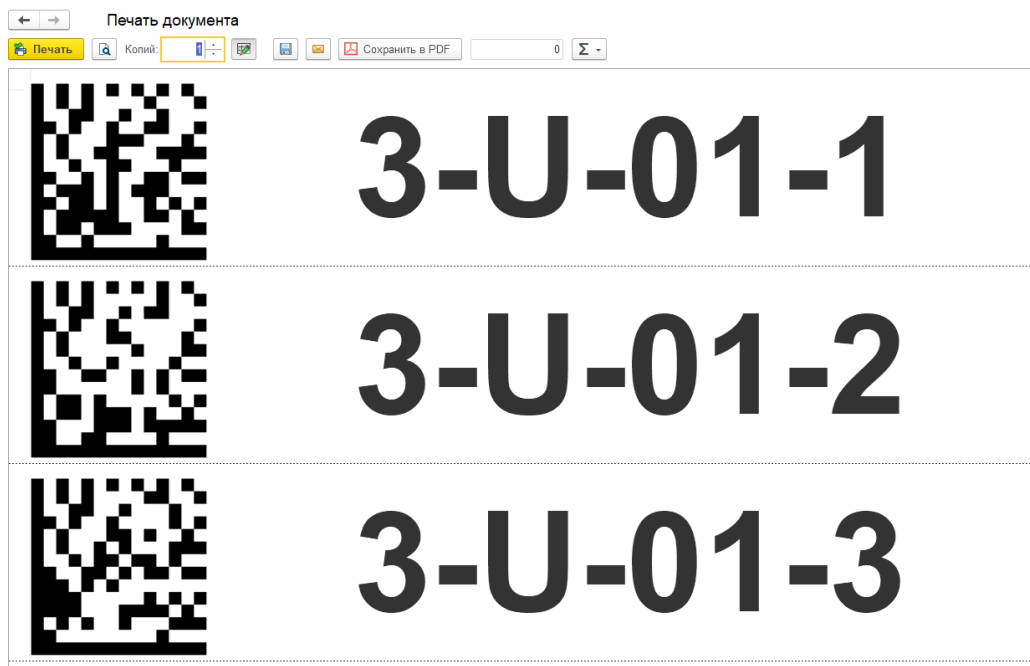 Печать документа
Печать Копий: 1 Сохранить в PDF 0 Σ
3-U-01-1
3-U-01-2
3-U-01-3